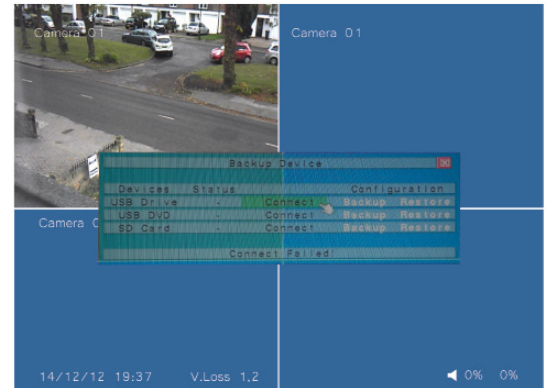 Camera 01
Camera 01
Backup Device
Devices Status Configuration
USB Drive - Connect Backup Restore
USB DVD - Connect Backup Restore
SD Card - Connect Backup Restore
Connect Failed!
Camera
14/12/12 19:37 V.Loss 1,2 0% 0%